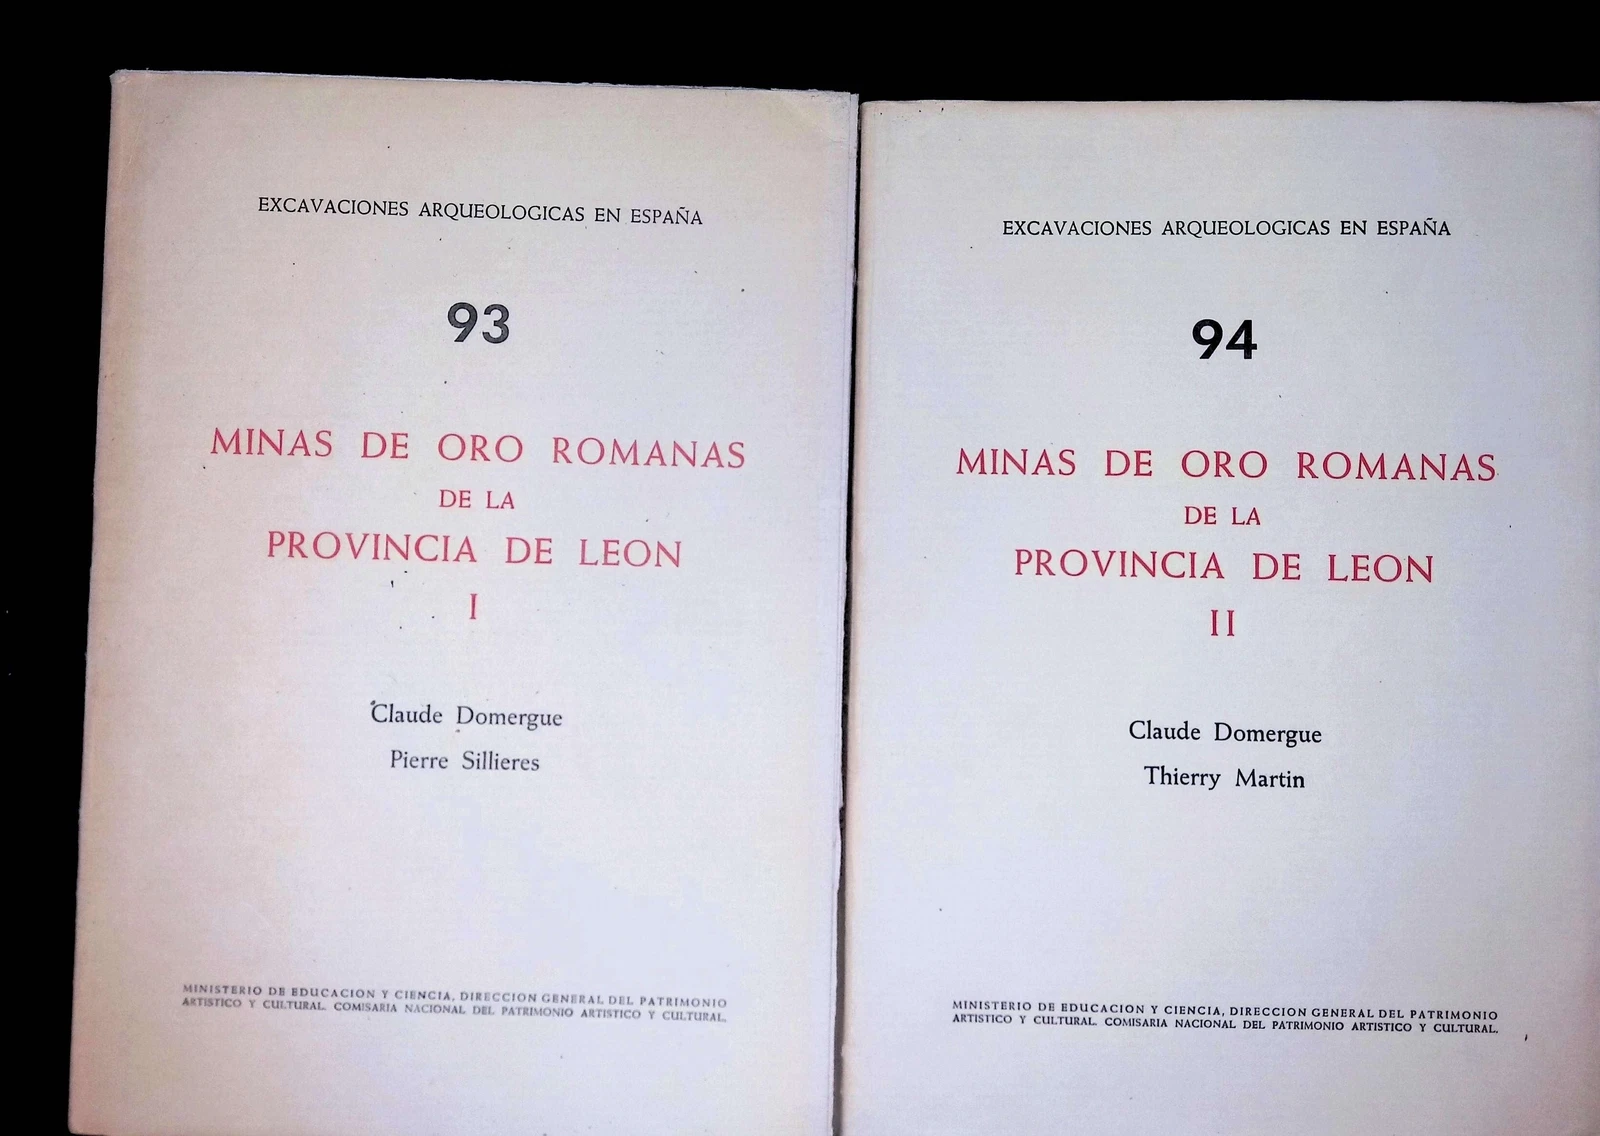 EXCAVACIONES ARQUEOLOGICAS EN ESPAÑA
93
MINAS DE ORO ROMANAS
DE LA
PROVINCIA DE LEON
I
Claude Domergue
Pierre Sillieres
MINISTERIO DE EDUCACION Y CIENCIA, DIRECCION GENERAL DEL PATRIMONIO
ARTISTICO Y CULTURAL. COMISARIA NACIONAL DEL PATRIMONIO ARTISTICO Y CULTURAL.
EXCAVACIONES ARQUEOLOGICAS EN ESPAÑA
94
MINAS DE ORO ROMANAS
DE LA
PROVINCIA DE LEON
II
Claude Domergue
Thierry Martin
MINISTERIO DE EDUCACION Y CIENCIA, DIRECCION GENERAL DEL PATRIMONIO
ARTISTICO Y CULTURAL. COMISARIA NACIONAL DEL PATRIMONIO ARTISTICO Y CULTURAL.